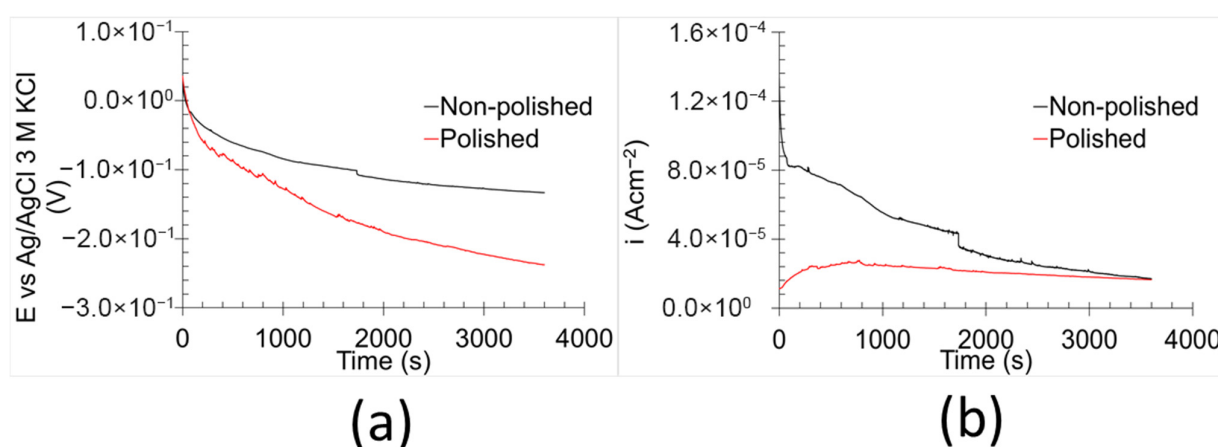 1.0×10⁻¹
0.0×10⁰
−1.0×10⁻¹
−2.0×10⁻¹
−3.0×10⁻¹
E vs Ag/AgCl 3 M KCl
(V)
Non-polished
Polished
0 1000 2000 3000 4000
Time (s)
(a)
1.6×10⁻⁴
1.2×10⁻⁴
8.0×10⁻⁵
4.0×10⁻⁵
0.0×10⁰
i (Acm⁻²)
Non-polished
Polished
0 1000 2000 3000 4000
Time (s)
(b)